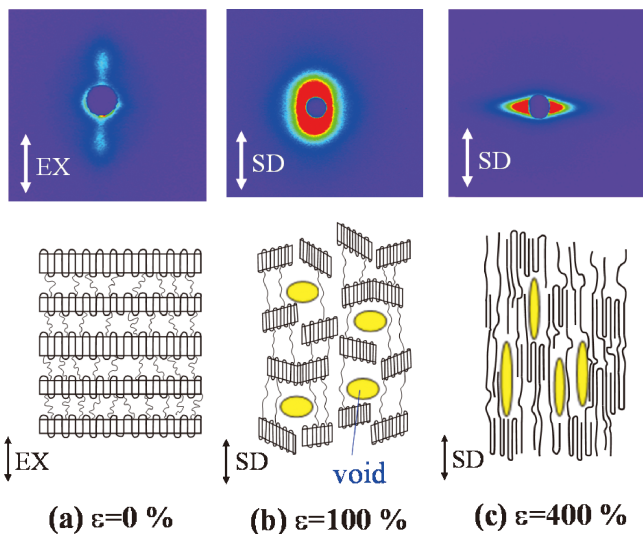 EX
SD
SD
EX
SD
void
SD
(a) ε=0 %
(b) ε=100 %
(c) ε=400 %